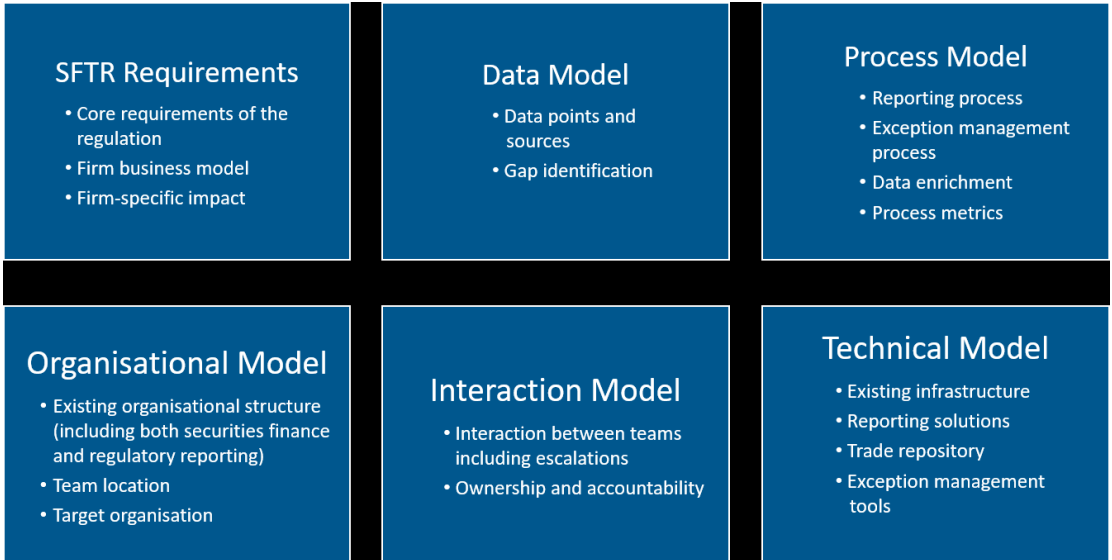 SFTR Requirements
• Core requirements of the
regulation
• Firm business model
• Firm-specific impact
Data Model
• Data points and
sources
• Gap identification
Process Model
• Reporting process
• Exception management
process
• Data enrichment
• Process metrics
Organisational Model
• Existing organisational structure
(including both securities finance
and regulatory reporting)
• Team location
• Target organisation
Interaction Model
• Interaction between teams
including escalations
• Ownership and accountability
Technical Model
• Existing infrastructure
• Reporting solutions
• Trade repository
• Exception management
tools